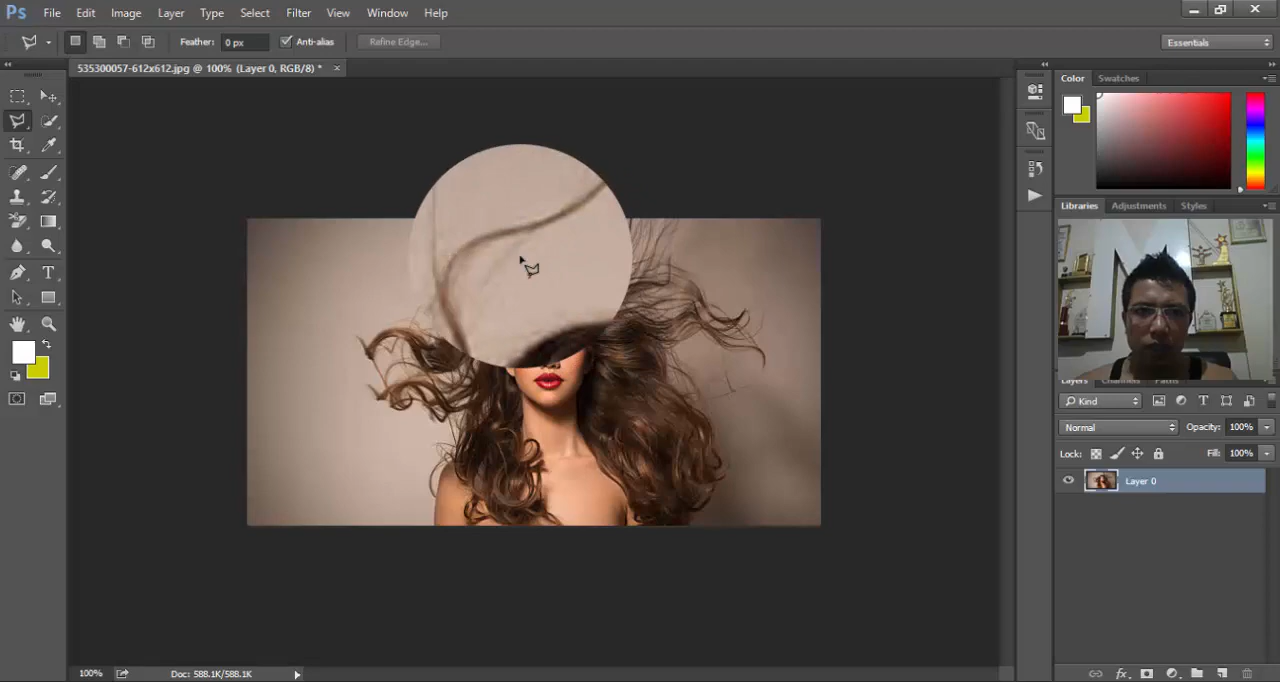 Ps File Edit Image Layer Type Select Filter View Window Help
Feather: 0 px Anti-alias Refine Edge... Essentials
535300057-612x612.jpg @ 100% (Layer 0, RGB/8) * ×
Color Swatches
Libraries Adjustments Styles
Layers Channels Paths
Kind
Normal Opacity: 100%
Lock: Fill: 100%
Layer 0
100% Doc: 588.1K/588.1K